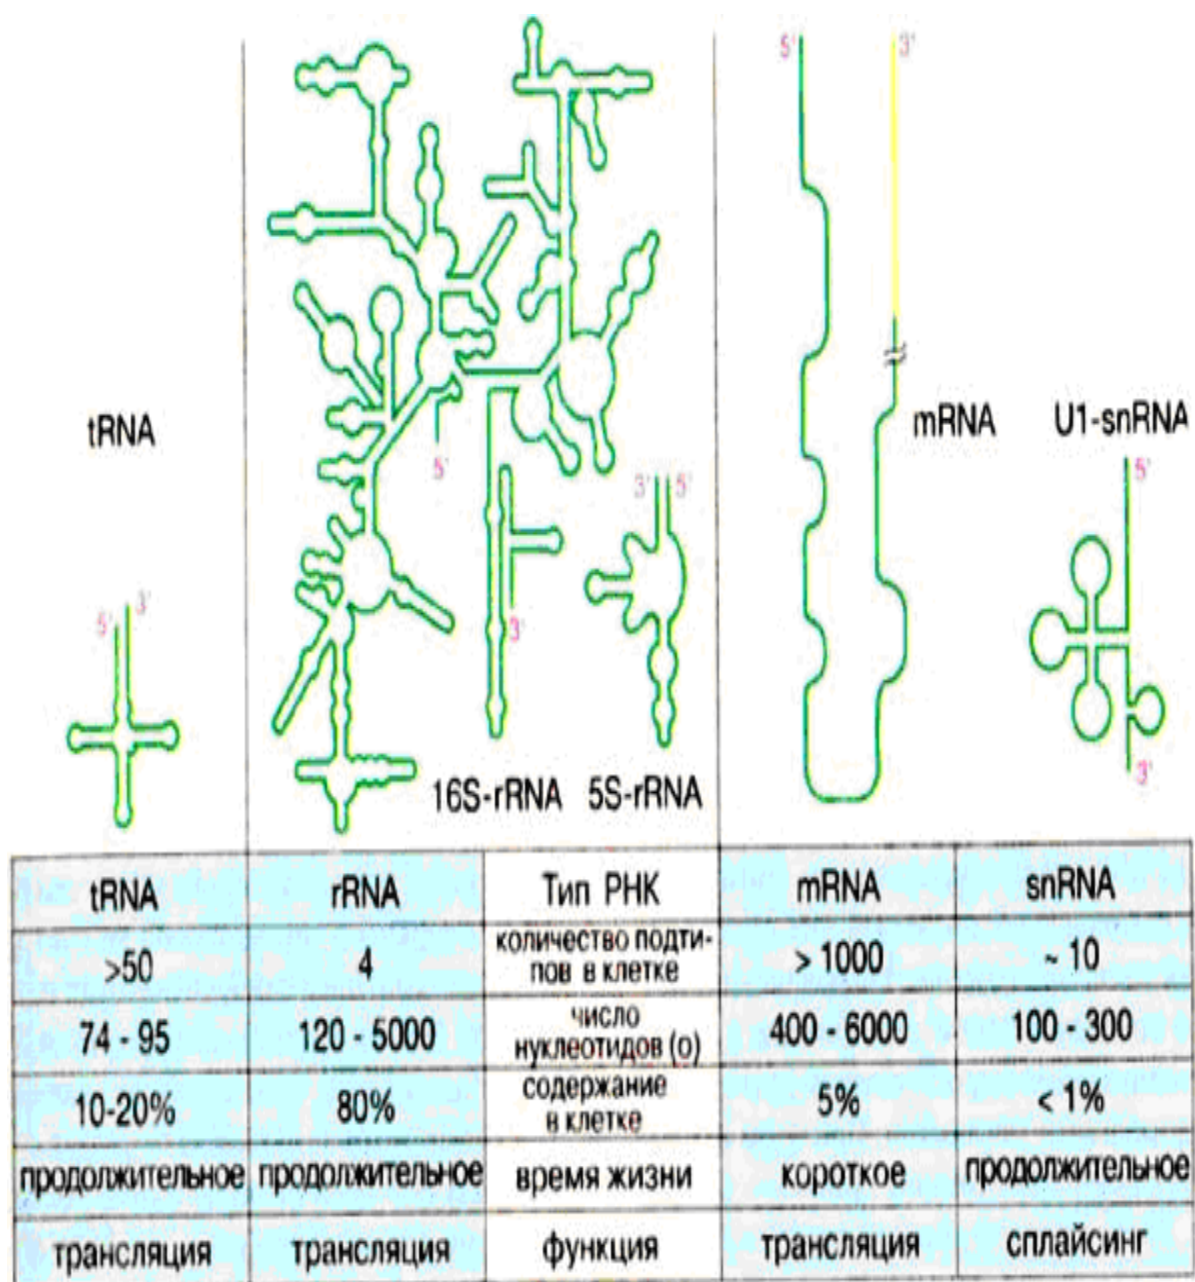 5'
3'
tRNA
mRNA
U1-snRNA
5'
5'
3'
5'
3'
5'
3'
3'
16S-rRNA
5S-rRNA
tRNA
rRNA
Тип РНК
mRNA
snRNA
>50
4
количество подти-
пов в клетке
> 1000
~ 10
74 - 95
120 - 5000
число
нуклеотидов (о)
400 - 6000
100 - 300
10-20%
80%
содержание
в клетке
5%
< 1%
продолжительное
продолжительное
время жизни
короткое
продолжительное
трансляция
трансляция
функция
трансляция
сплайсинг